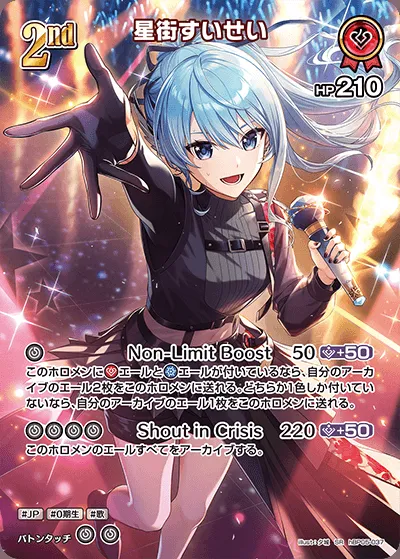 2nd
星街すいせい
HP 210
Non-Limit Boost 50 +50
このホロメンに エールと エールが付いているなら、自分のアーカ
イブのエール2枚をこのホロメンに送れる。どちらか1色しか付いてい
ないなら、自分のアーカイブのエール1枚をこのホロメンに送れる。
Shout in Crisis 220 +50
このホロメンのエールすべてをアーカイブする。
#JP #0期生 #歌
バトンタッチ
illust: 夕城 SR